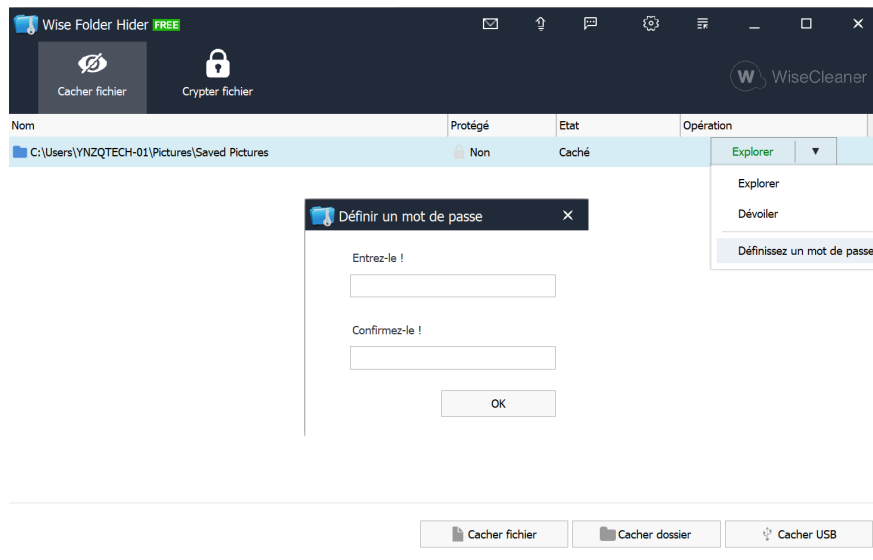 Wise Folder Hider FREE
Cacher fichier
Crypter fichier
W WiseCleaner
Nom Protégé Etat Opération
C:\Users\YNZQTECH-01\Pictures\Saved Pictures Non Caché Explorer
Explorer
Dévoiler
Définissez un mot de passe
Définir un mot de passe
Entrez-le !
Confirmez-le !
OK
Cacher fichier Cacher dossier Cacher USB